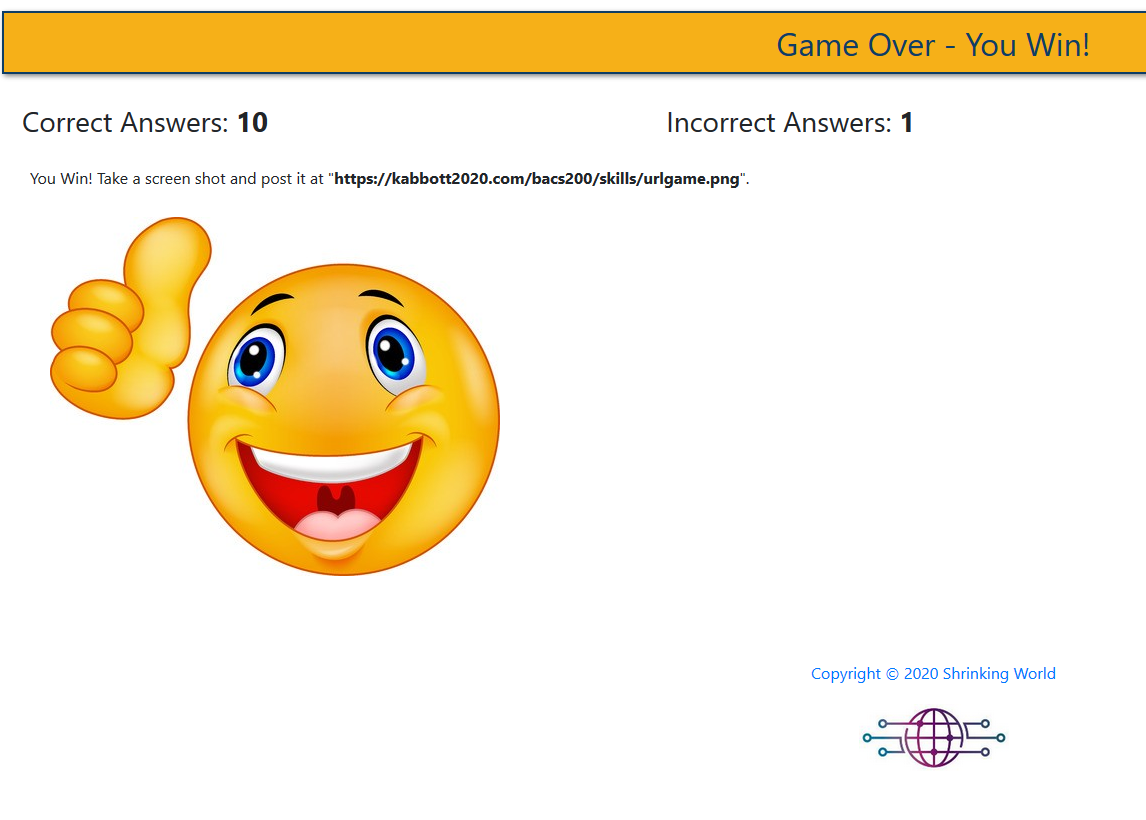 Game Over - You Win!
Correct Answers: 10
Incorrect Answers: 1
You Win! Take a screen shot and post it at "https://kabbott2020.com/bacs200/skills/urlgame.png".
Copyright © 2020 Shrinking World